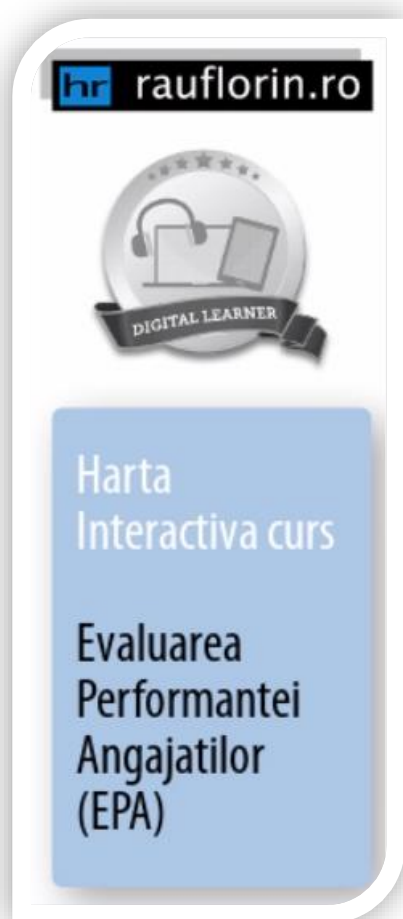 hr rauflorin.ro
DIGITAL LEARNER
Harta
Interactiva curs
Evaluarea
Performantei
Angajatilor
(EPA)